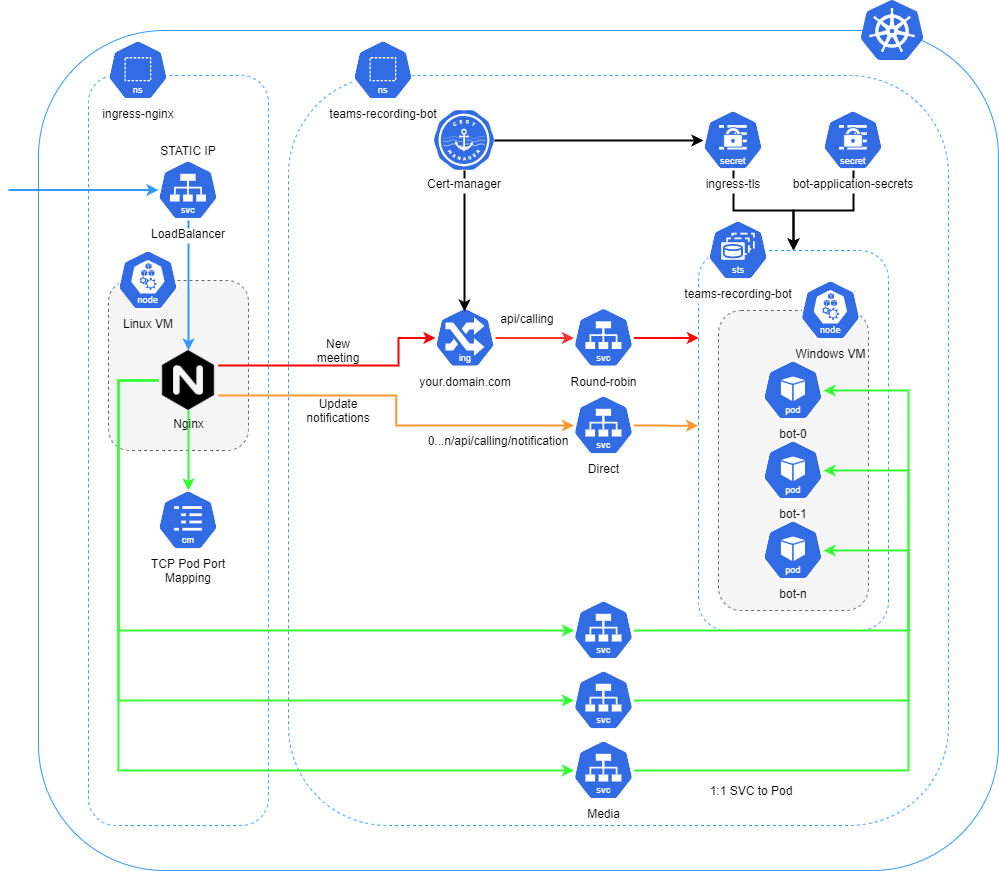 ns
ingress-nginx
ns
teams-recording-bot
CERT
MANAGER
Cert-manager
secret
ingress-tls
secret
bot-application-secrets
STATIC IP
svc
LoadBalancer
node
Linux VM
Nginx
cm
TCP Pod Port
Mapping
New
meeting
Update
notifications
ing
your.domain.com
api/calling
svc
Round-robin
0...n/api/calling/notification
svc
Direct
sts
teams-recording-bot
node
Windows VM
pod
bot-0
pod
bot-1
pod
bot-n
svc
svc
svc
Media
1:1 SVC to Pod